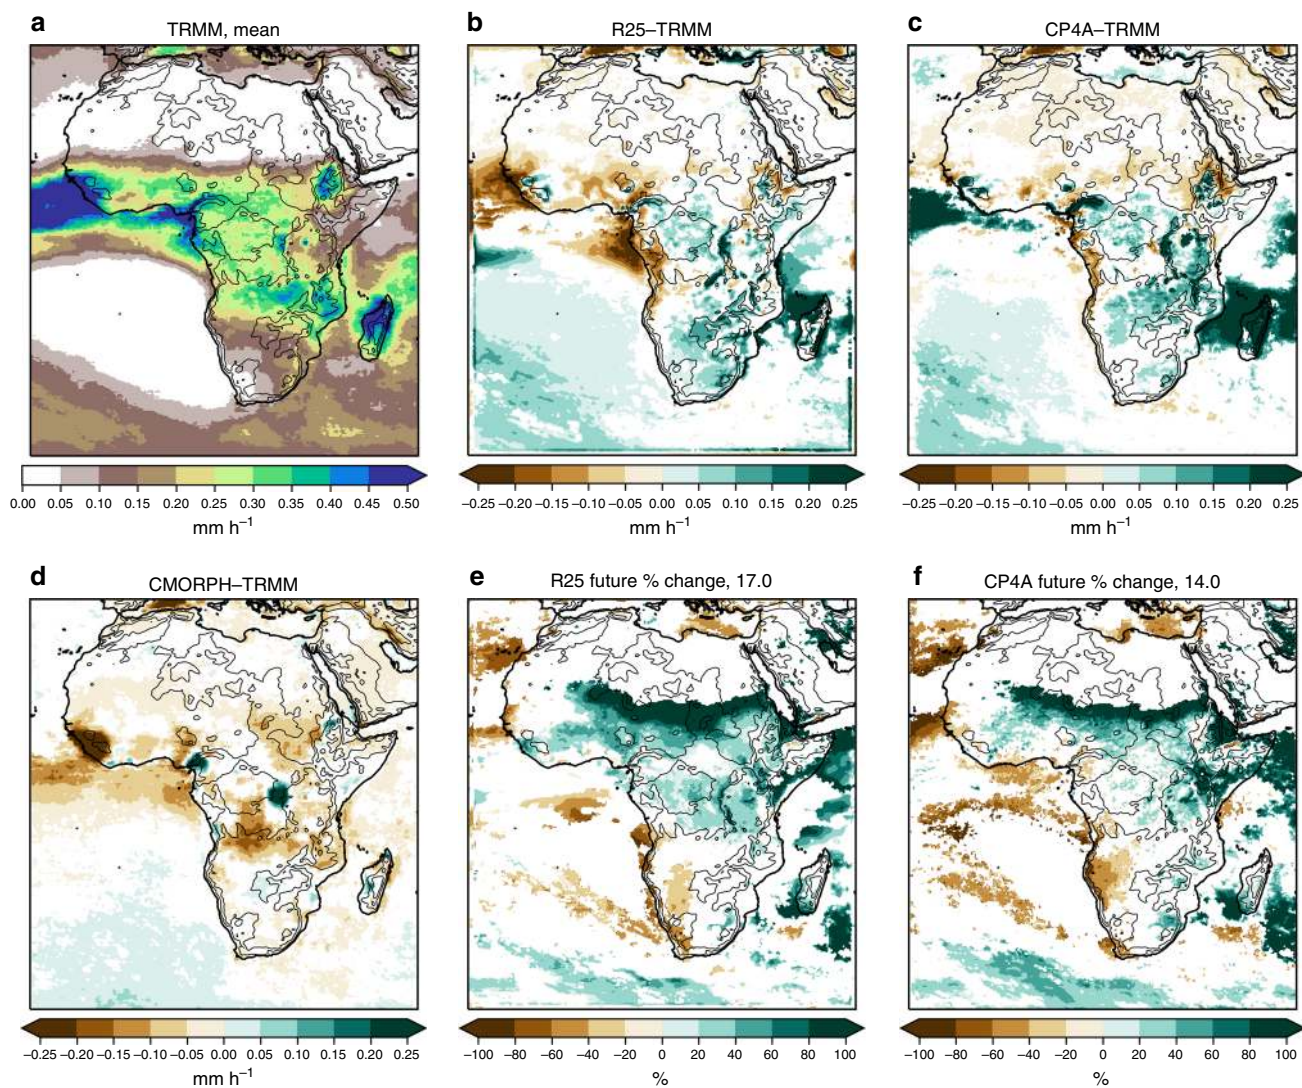 a
TRMM, mean
b
R25–TRMM
c
CP4A–TRMM
0.00 0.05 0.10 0.15 0.20 0.25 0.30 0.35 0.40 0.45 0.50
mm h⁻¹
−0.25 −0.20 −0.15 −0.10 −0.05 0.00 0.05 0.10 0.15 0.20 0.25
mm h⁻¹
−0.25 −0.20 −0.15 −0.10 −0.05 0.00 0.05 0.10 0.15 0.20 0.25
mm h⁻¹
d
CMORPH–TRMM
e
R25 future % change, 17.0
f
CP4A future % change, 14.0
−0.25 −0.20 −0.15 −0.10 −0.05 0.00 0.05 0.10 0.15 0.20 0.25
mm h⁻¹
−100 −80 −60 −40 −20 0 20 40 60 80 100
%
−100 −80 −60 −40 −20 0 20 40 60 80 100
%